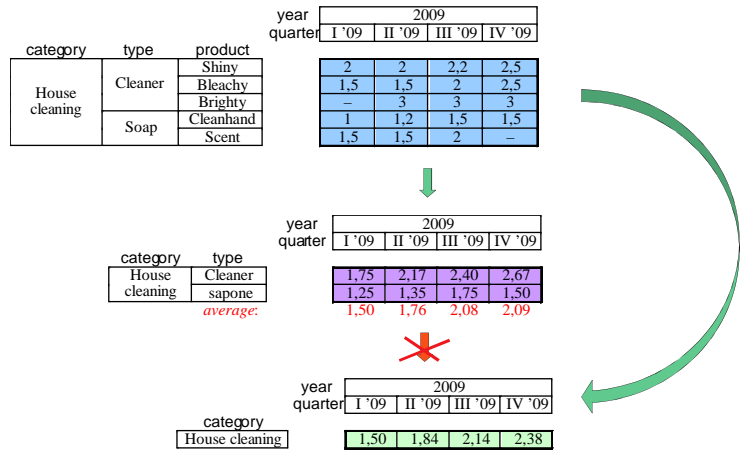 year 2009
quarter I ’09 II ’09 III ’09 IV ’09
category type product
House cleaning Cleaner Shiny 2 2 2,2 2,5
Bleachy 1,5 1,5 2 2,5
Brighty – 3 3 3
Soap Cleanhand 1 1,2 1,5 1,5
Scent 1,5 1,5 2 –
year 2009
quarter I ’09 II ’09 III ’09 IV ’09
category type
House cleaning Cleaner 1,75 2,17 2,40 2,67
sapone 1,25 1,35 1,75 1,50
average: 1,50 1,76 2,08 2,09
year 2009
quarter I ’09 II ’09 III ’09 IV ’09
category
House cleaning 1,50 1,84 2,14 2,38